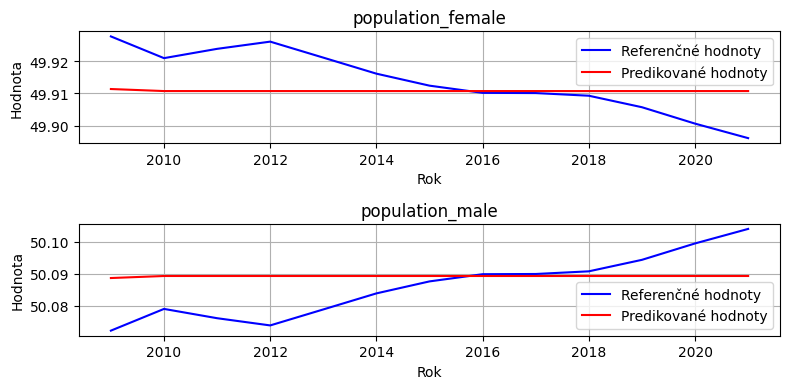 population_female
Hodnota
49.92
49.91
49.90
Referenčné hodnoty
Predikované hodnoty
2010 2012 2014 2016 2018 2020
Rok
population_male
Hodnota
50.10
50.09
50.08
Referenčné hodnoty
Predikované hodnoty
2010 2012 2014 2016 2018 2020
Rok